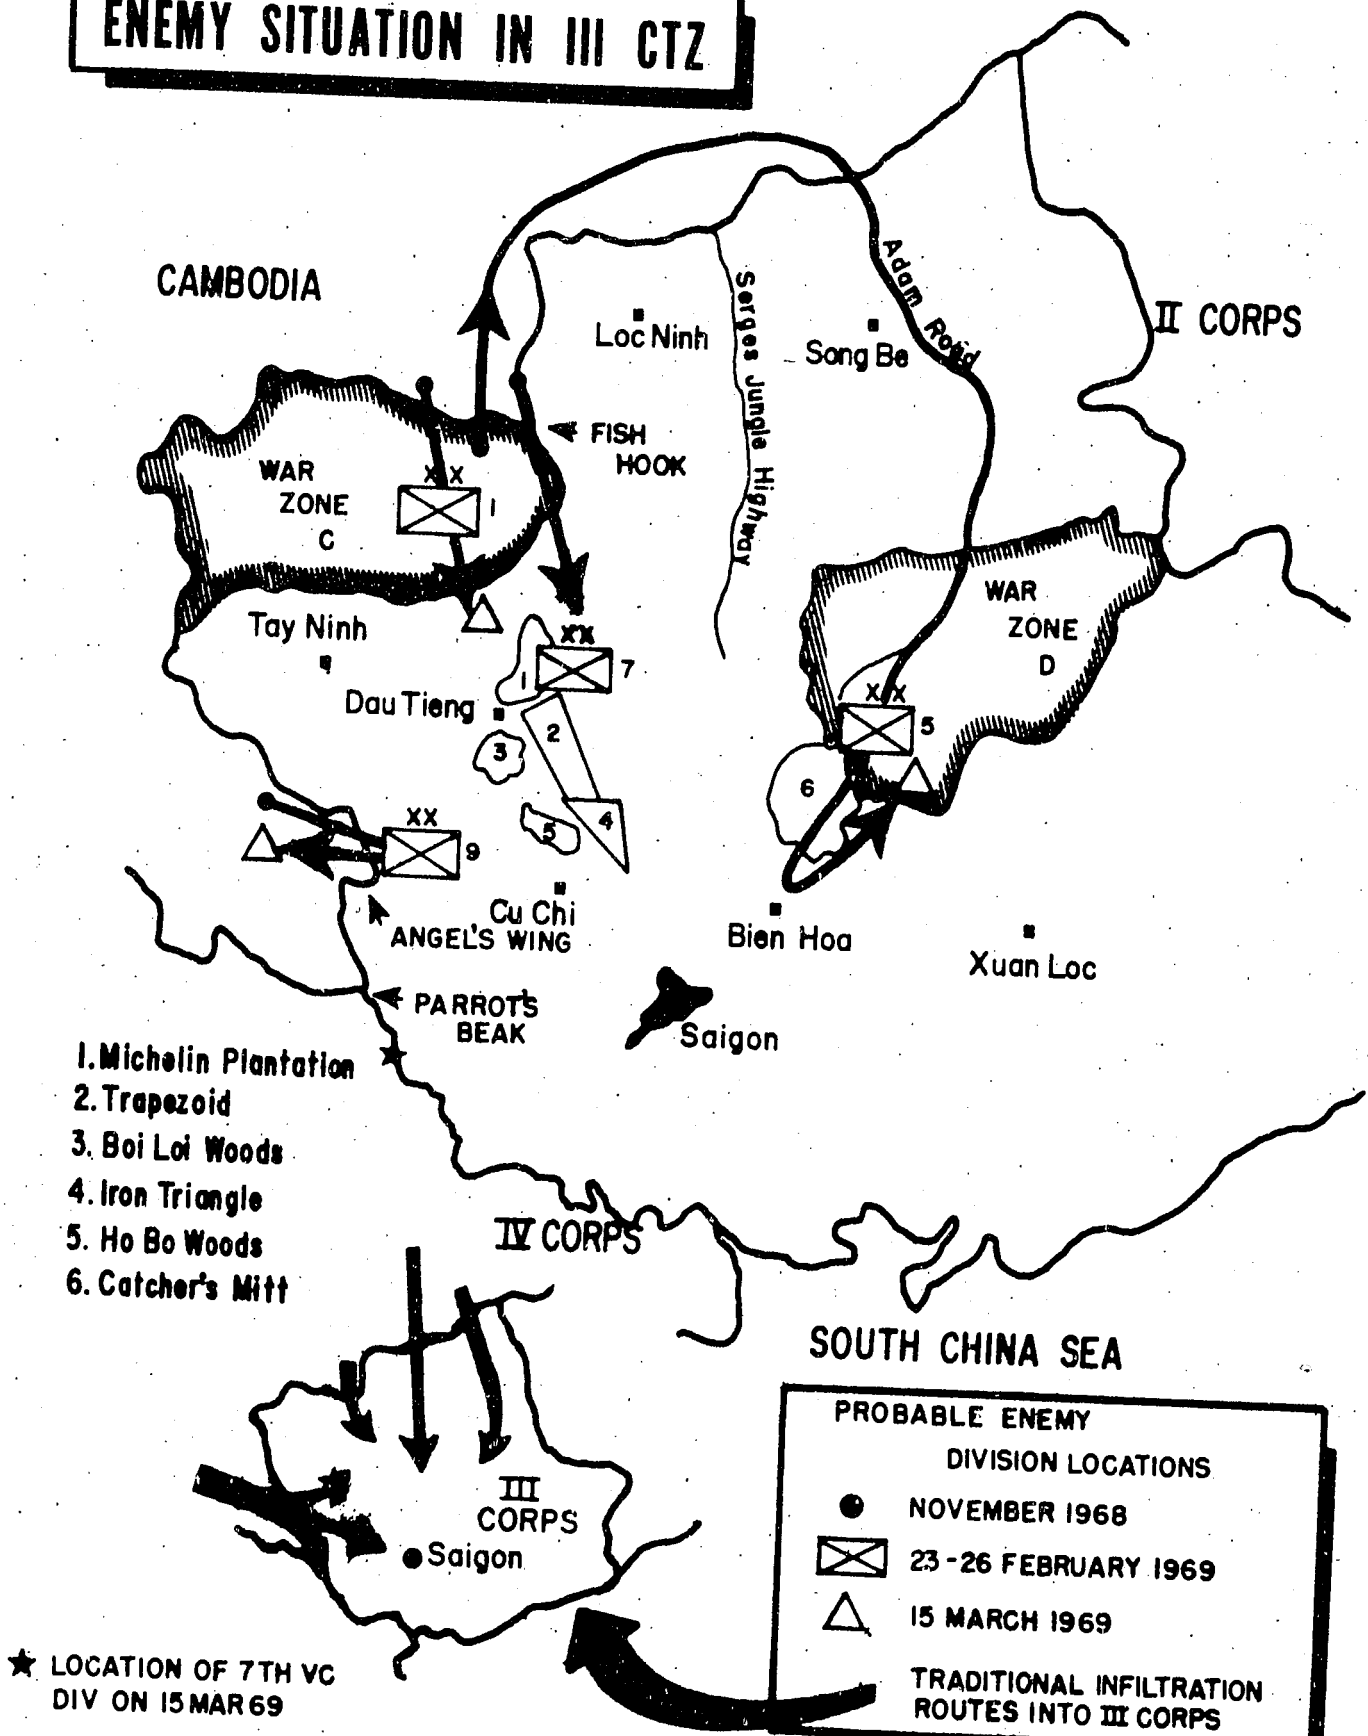 ENEMY SITUATION IN III CTZ
CAMBODIA
II CORPS
Adam Road
Serges Jungle Highway
Loc Ninh
Song Be
FISH
HOOK
WAR
ZONE
C
XX
1
WAR
ZONE
D
Tay Ninh
XX
7
1
Dau Tieng
2
3
XX
5
6
4
5
XX
9
Cu Chi
ANGEL'S WING
Bien Hoa
Xuan Loc
PARROT'S
BEAK
Saigon
1. Michelin Plantation
2. Trapezoid
3. Boi Loi Woods
4. Iron Triangle
5. Ho Bo Woods
6. Catcher's Mitt
IV CORPS
SOUTH CHINA SEA
III
CORPS
Saigon
PROBABLE ENEMY
DIVISION LOCATIONS
NOVEMBER 1968
23-26 FEBRUARY 1969
15 MARCH 1969
TRADITIONAL INFILTRATION
ROUTES INTO III CORPS
★ LOCATION OF 7TH VC
DIV ON 15 MAR 69